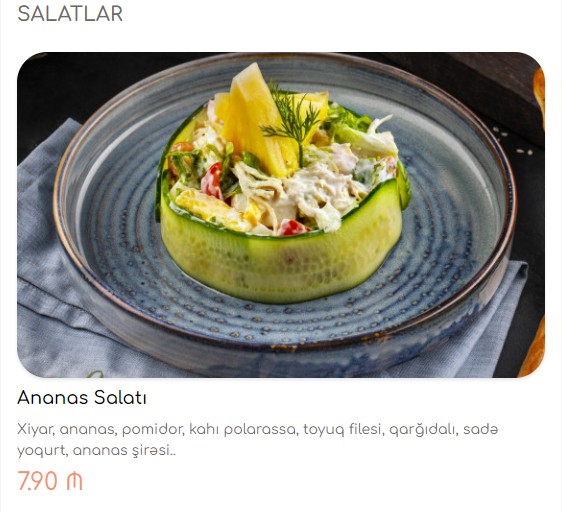 SALATLAR
Ananas Salatı
Xiyar, ananas, pomidor, kahı polarassa, toyuq filesi, qarğıdalı, sadə
yoqurt, ananas şirəsi..
7.90 ₼